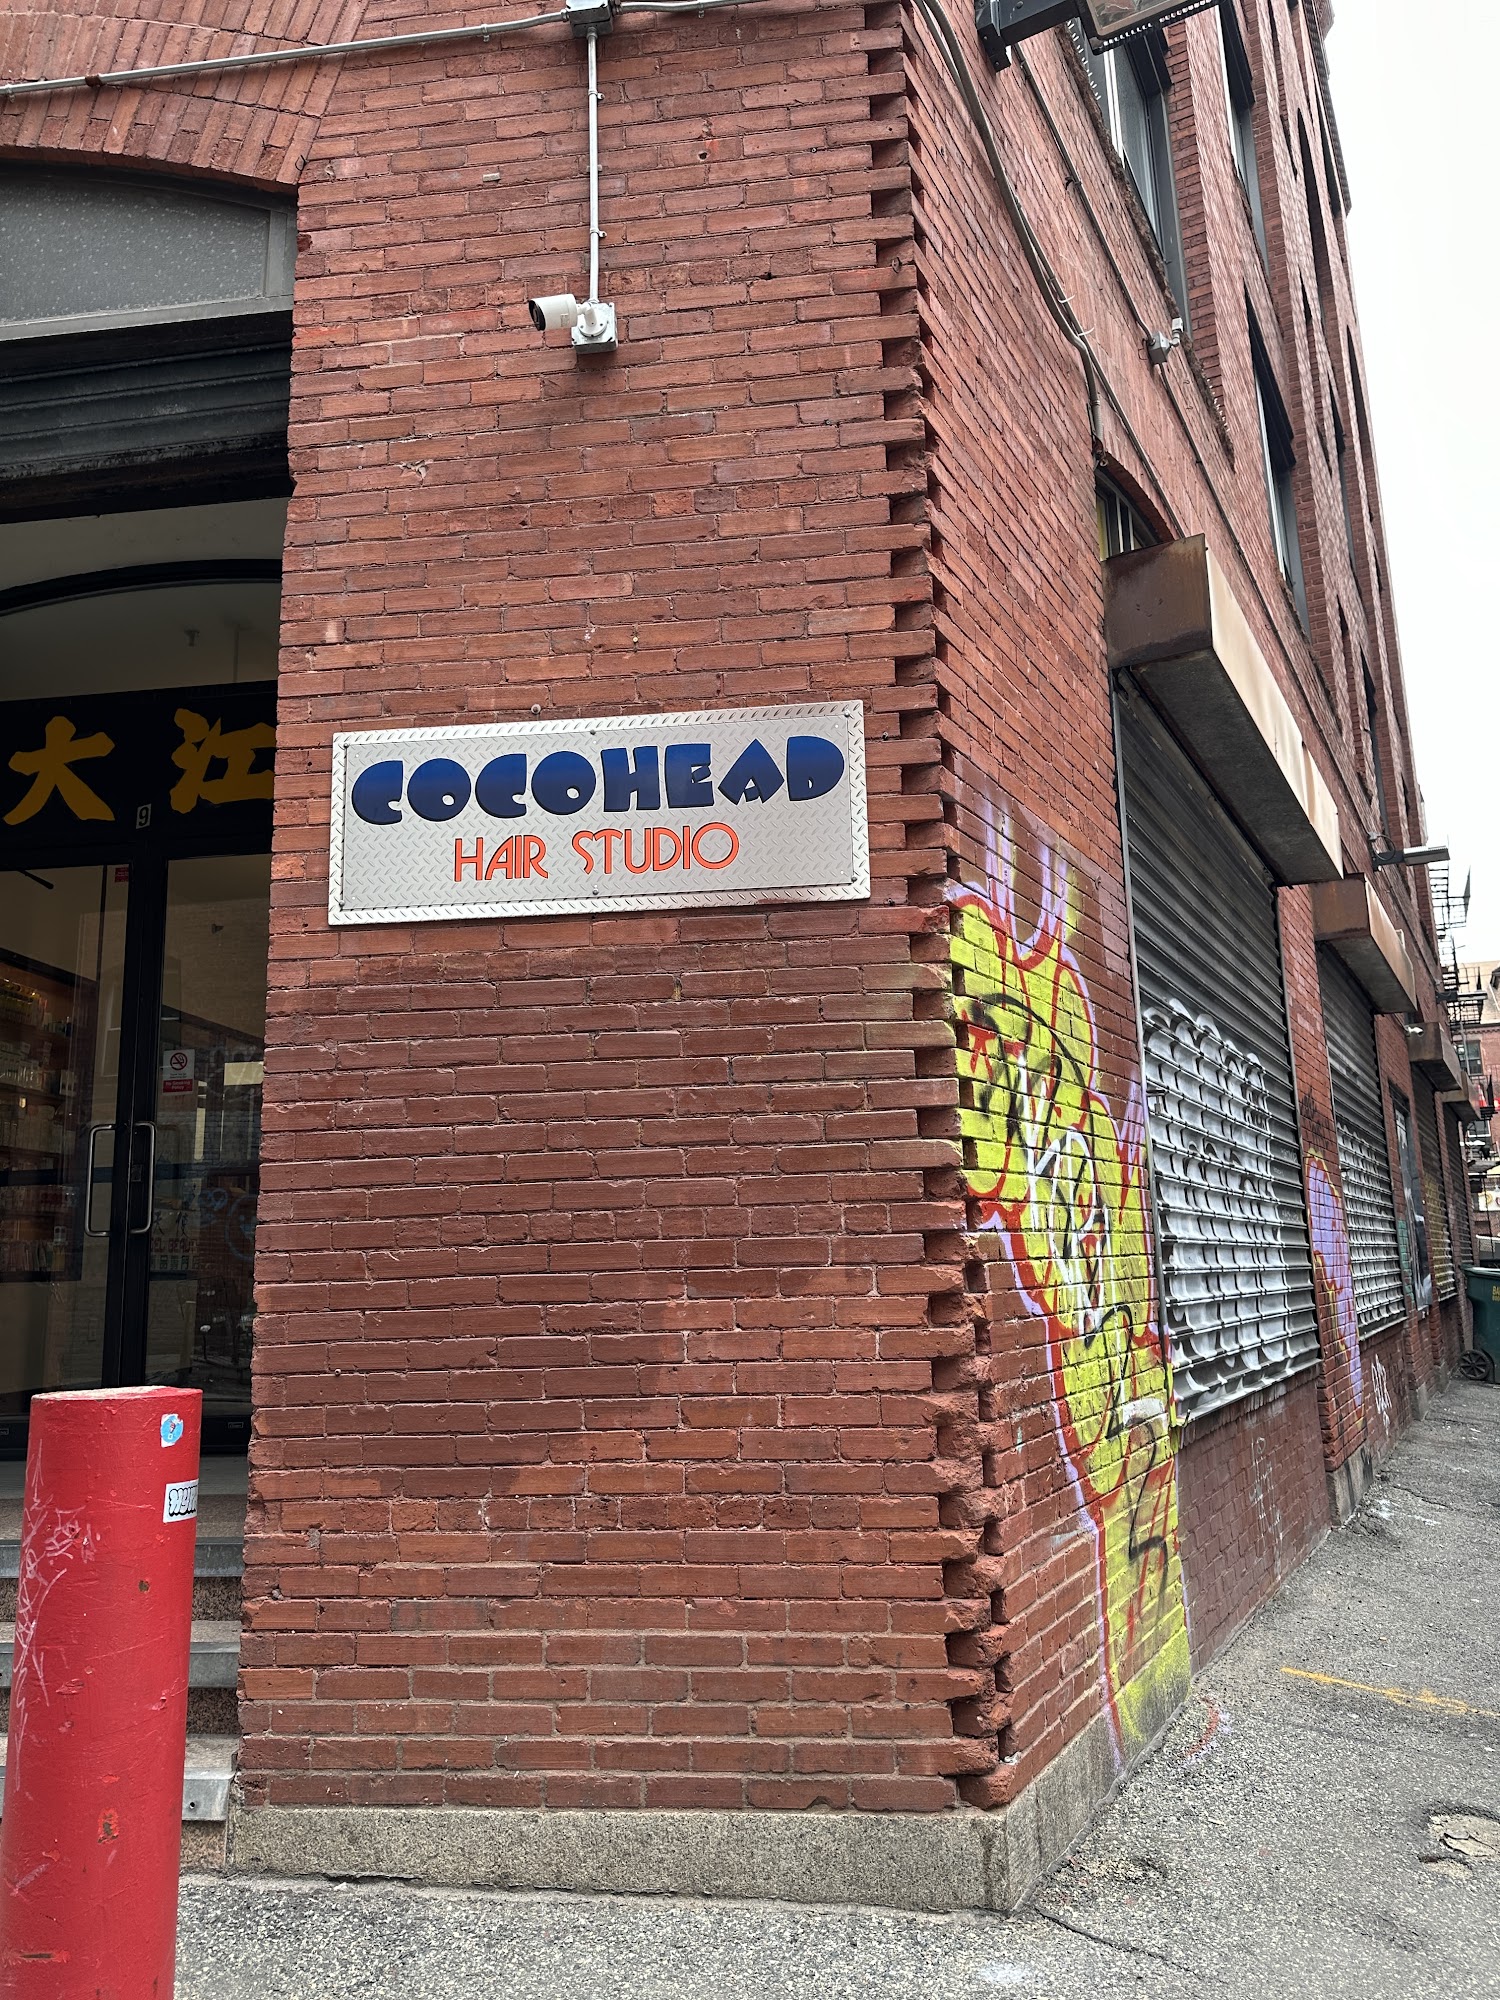 大江
9
COCOHEAD
HAIR STUDIO